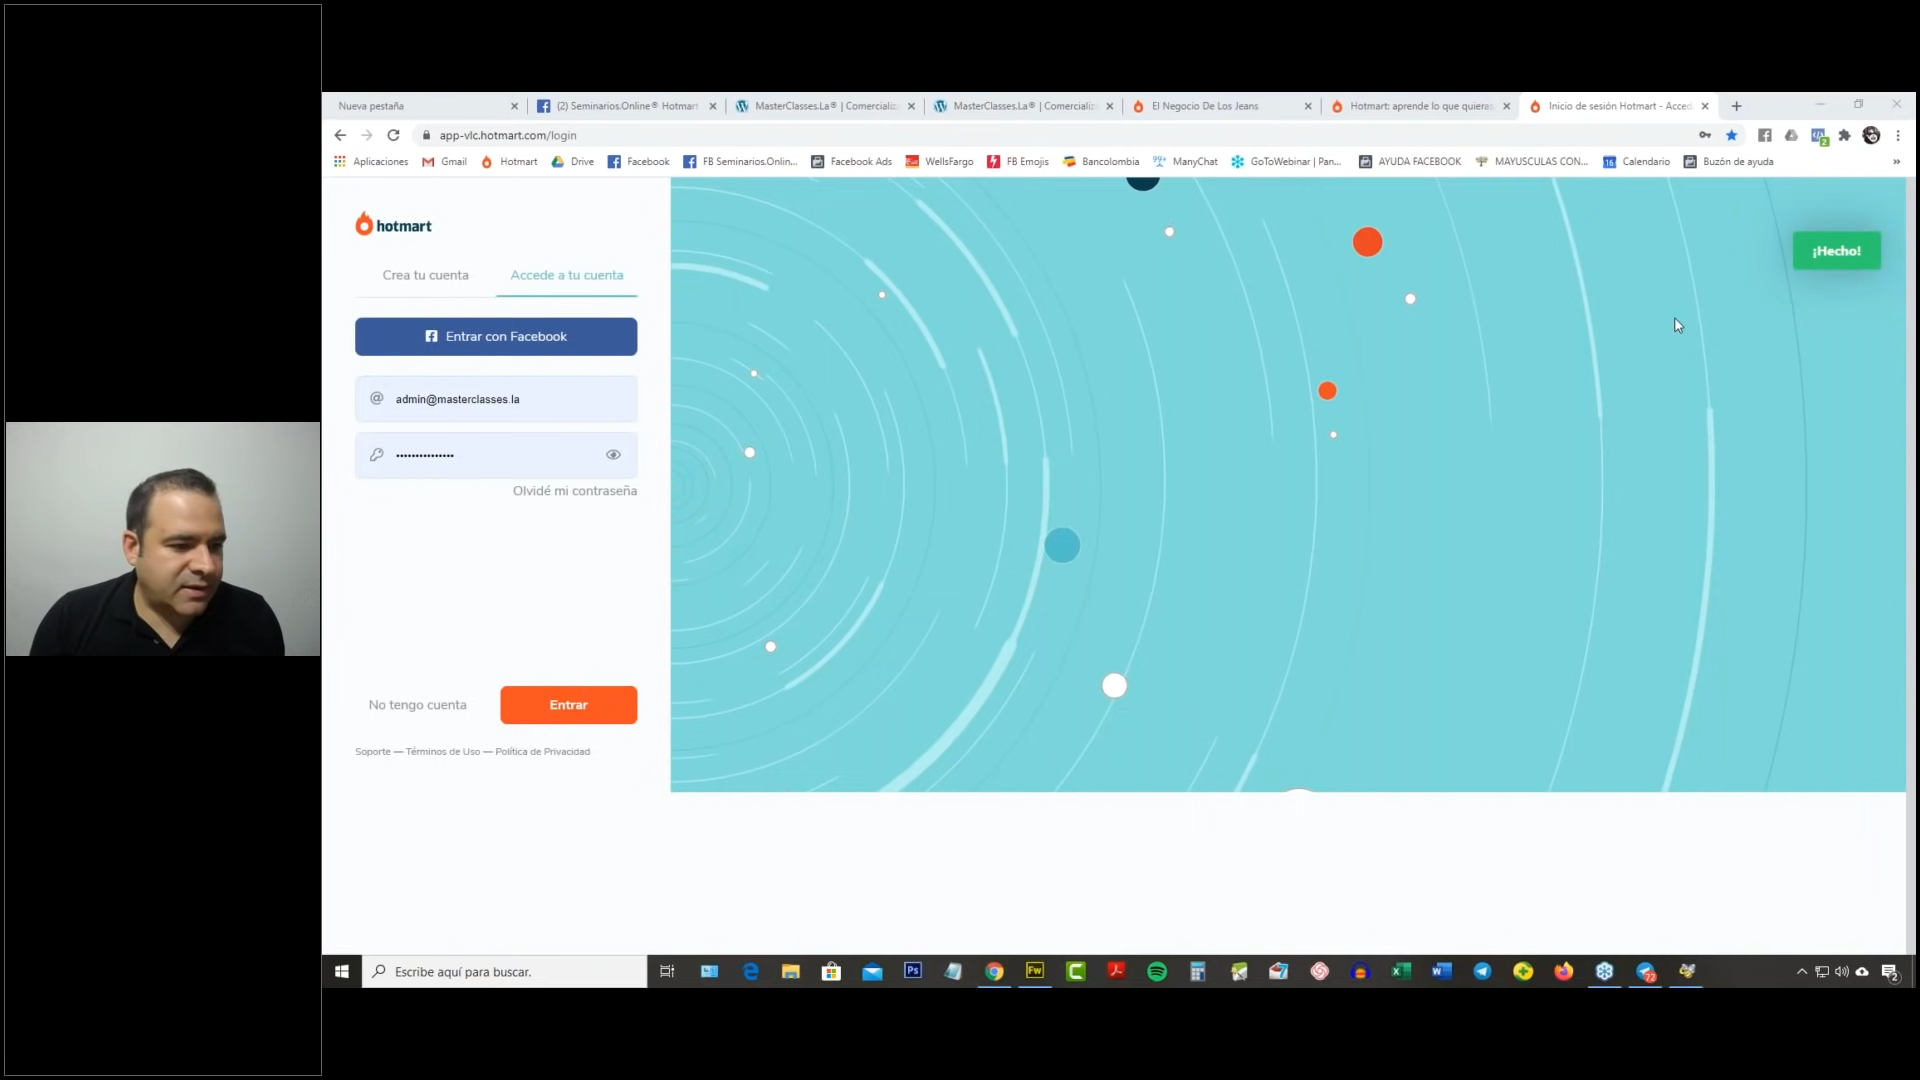 Nueva pestaña
(2) Seminarios.Online® Hotmart
MasterClasses.La® | Comercializ
MasterClasses.La® | Comercializ
El Negocio De Los Jeans
Hotmart: aprende lo que quieras
Inicio de sesión Hotmart - Acced
app-vlc.hotmart.com/login
Aplicaciones
Gmail
Hotmart
Drive
Facebook
FB Seminarios.Onlin...
Facebook Ads
WellsFargo
FB Emojis
Bancolombia
ManyChat
GoToWebinar | Pan...
AYUDA FACEBOOK
MAYUSCULAS CON...
Calendario
Buzón de ayuda
hotmart
¡Hecho!
Crea tu cuenta
Accede a tu cuenta
Entrar con Facebook
@ admin@masterclasses.la
Olvidé mi contraseña
No tengo cuenta
Entrar
Soporte — Términos de Uso — Política de Privacidad
Escribe aquí para buscar.
Ps
Fw
72
2